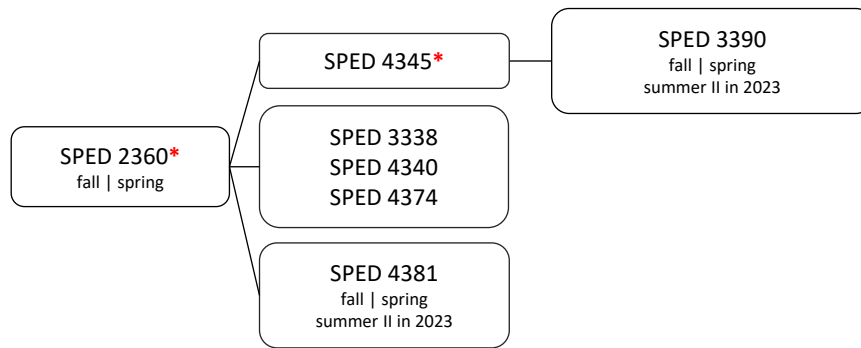 SPED 2360*
fall | spring
SPED 4345*
SPED 3390
fall | spring
summer II in 2023
SPED 3338
SPED 4340
SPED 4374
SPED 4381
fall | spring
summer II in 2023